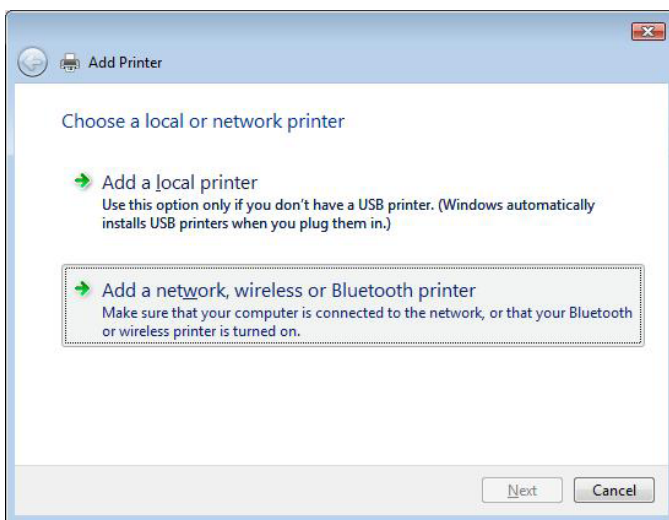 Add Printer
Choose a local or network printer
Add a local printer
Use this option only if you don't have a USB printer. (Windows automatically
installs USB printers when you plug them in.)
Add a network, wireless or Bluetooth printer
Make sure that your computer is connected to the network, or that your Bluetooth
or wireless printer is turned on.
Next Cancel